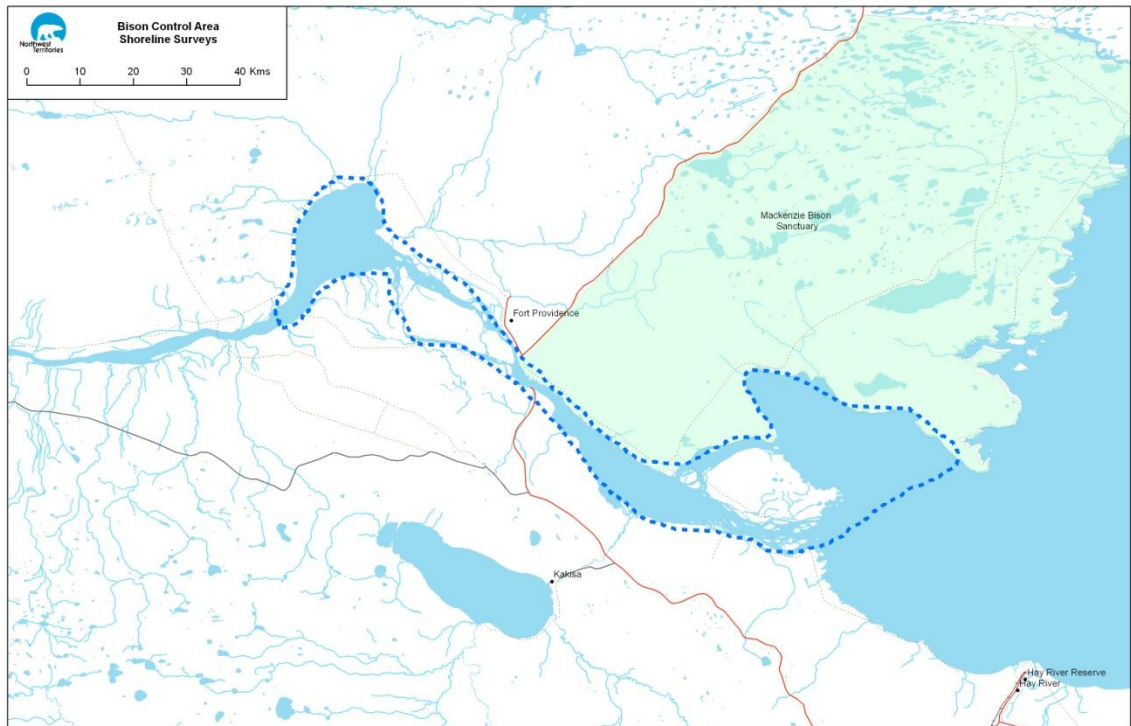 Northwest
Territories
Bison Control Area
Shoreline Surveys
0 10 20 30 40 Kms
Mackenzie Bison
Sanctuary
Fort Providence
Kakisa
Hay River Reserve
Hay River